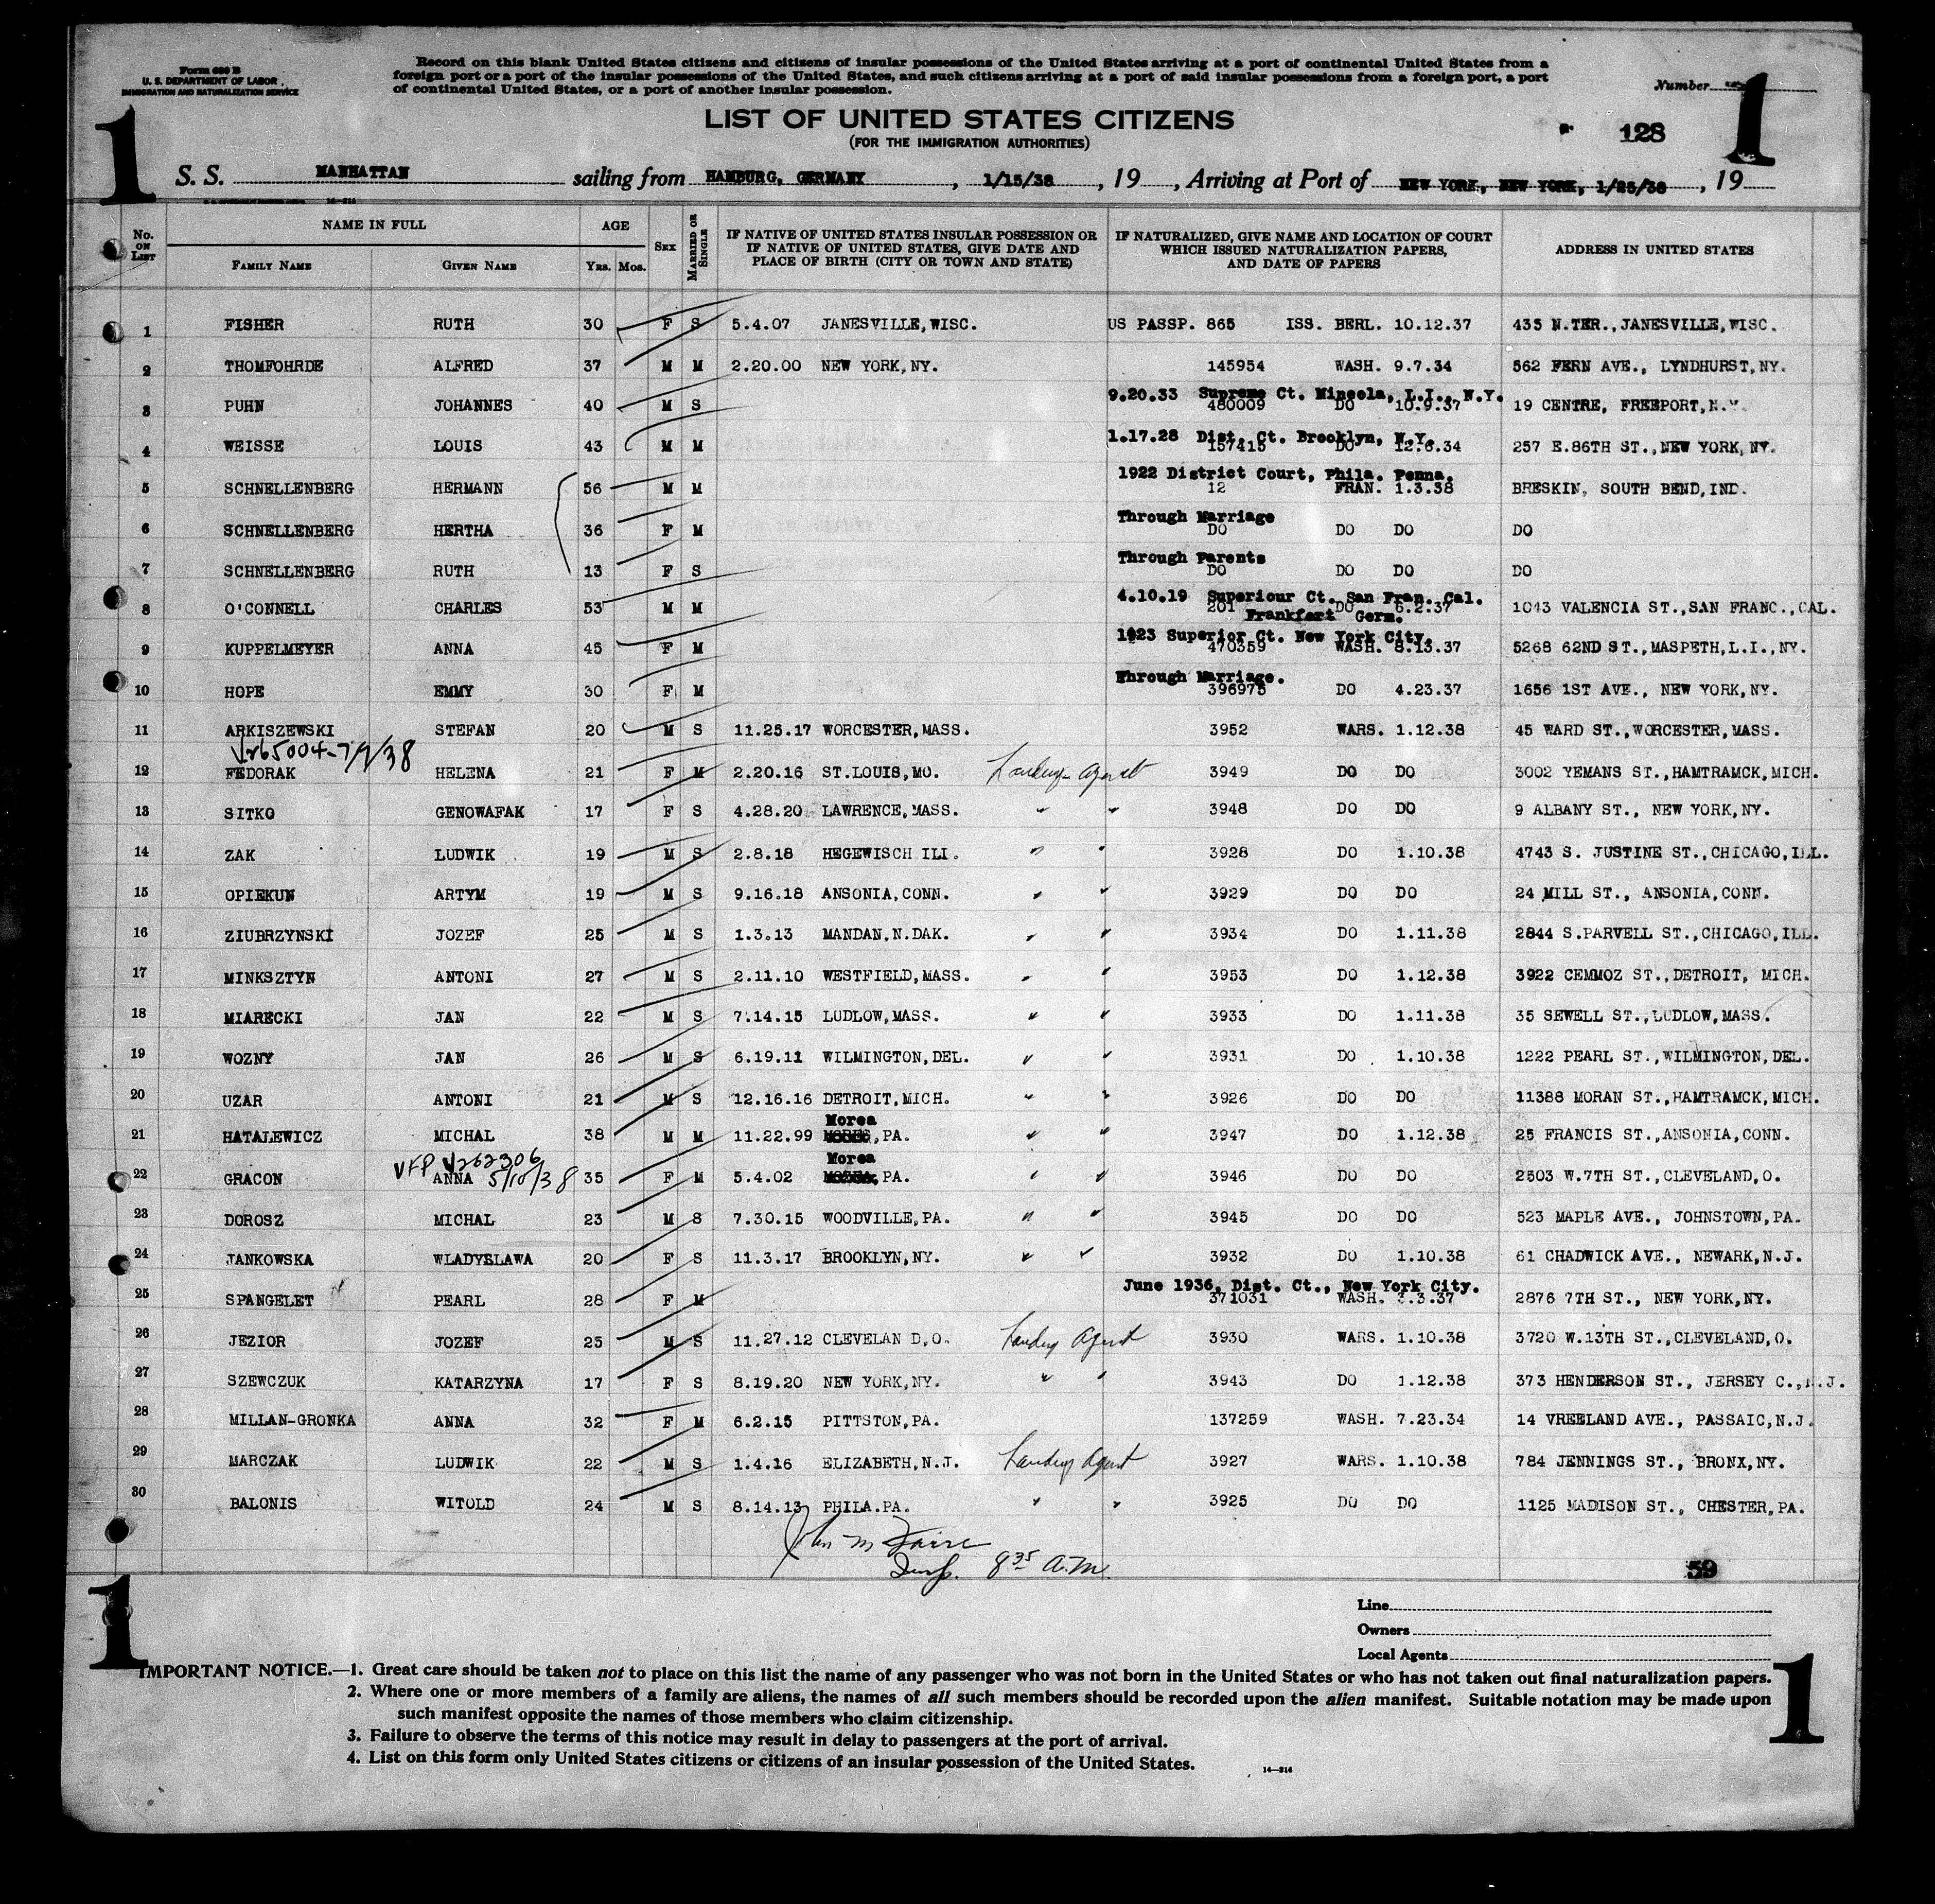 Form 630 B
U. S. DEPARTMENT OF LABOR
IMMIGRATION AND NATURALIZATION SERVICE
Record on this blank United States citizens and citizens of insular possessions of the United States arriving at a port of continental United States from a
foreign port or a port of the insular possessions of the United States, and such citizens arriving at a port of said insular possessions from a foreign port, a port
of continental United States, or a port of another insular possession.
Number
1 1
LIST OF UNITED STATES CITIZENS
(FOR THE IMMIGRATION AUTHORITIES)
128
S. S. MANHATTAN sailing from HAMBURG, GERMANY, 1/15/38, 19, Arriving at Port of NEW YORK, NEW YORK, 1/25/38, 19
14—314
No. ON LIST NAME IN FULL FAMILY NAME GIVEN NAME AGE YRS. MOS. SEX MARRIED OR SINGLE IF NATIVE OF UNITED STATES INSULAR POSSESSION OR IF NATIVE OF UNITED STATES, GIVE DATE AND PLACE OF BIRTH (CITY OR TOWN AND STATE) IF NATURALIZED, GIVE NAME AND LOCATION OF COURT WHICH ISSUED NATURALIZATION PAPERS, AND DATE OF PAPERS ADDRESS IN UNITED STATES
1 FISHER RUTH 30 F S 5.4.07 JANESVILLE,WISC. US PASSP. 865 ISS. BERL. 10.12.37 435 N.TER.,JANESVILLE,WISC.
2 THOMFOHRDE ALFRED 37 M M 2.20.00 NEW YORK,NY. 145954 WASH. 9.7.34 562 FERN AVE., LYNDHURST,NY.
9.20.33 Supreme Ct. Mineola, L.I., N.Y.
3 PUHN JOHANNES 40 M S 480009 DO 10.9.37 19 CENTRE, FREEPORT,N.Y.
1.17.28 Dist. Ct. Brooklyn, N.Y.
4 WEISSE LOUIS 43 M M 157415 DO 12.6.34 257 E.86TH ST.,NEW YORK,NY.
1922 District Court, Phila. Penna.
5 SCHNELLENBERG HERMANN 56 M M 12 FRAN. 1.3.38 BRESKIN, SOUTH BEND,IND.
Through Marriage
6 SCHNELLENBERG HERTHA 36 F M DO DO DO DO
Through Parents
7 SCHNELLENBERG RUTH 13 F S DO DO DO DO
4.10.19 Superiour Ct. San Fran. Cal.
8 O'CONNELL CHARLES 53 M M 201 DO 6.2.37 1043 VALENCIA ST.,SAN FRANC.,CAL.
Frankfort Germ.
1923 Superior Ct. New York City.
9 KUPPELMEYER ANNA 45 F M 470359 WASH. 8.13.37 5268 62ND ST.,MASPETH,L.I.,NY.
Through Marriage.
10 HOPE EMMY 30 F M 396975 DO 4.23.37 1656 1ST AVE., NEW YORK,NY.
11 ARKISZEWSKI STEFAN 20 M S 11.25.17 WORCESTER,MASS. 3952 WARS. 1.12.38 45 WARD ST.,WORCESTER,MASS.
V265004-7/9/38
12 FEDORAK HELENA 21 F M 2.20.16 ST.LOUIS,MO. Landing Agent 3949 DO DO 3002 YEMANS ST.,HAMTRAMCK,MICH.
13 SITKO GENOWAFAK 17 F S 4.28.20 LAWRENCE,MASS. " " 3948 DO DO 9 ALBANY ST., NEW YORK,NY.
14 ZAK LUDWIK 19 M S 2.8.18 HEGEWISCH ILL. " " 3928 DO 1.10.38 4743 S. JUSTINE ST.,CHICAGO,ILL.
15 OPIEKUN ARTYM 19 M S 9.16.18 ANSONIA,CONN. " " 3929 DO DO 24 MILL ST., ANSONIA,CONN.
16 ZIUBRZYNSKI JOZEF 25 M S 1.3.13 MANDAN,N.DAK. " " 3934 DO 1.11.38 2844 S.PARVELL ST.,CHICAGO,ILL.
17 MINKSZTYN ANTONI 27 M S 2.11.10 WESTFIELD,MASS. " " 3953 DO 1.12.38 3922 CEMMOZ ST.,DETROIT, MICH.
18 MIARECKI JAN 22 M S 7.14.15 LUDLOW,MASS. " " 3933 DO 1.11.38 35 SEWELL ST.,LUDLOW,MASS.
19 WOZNY JAN 26 M S 6.19.11 WILMINGTON,DEL. " " 3931 DO 1.10.38 1222 PEARL ST.,WILMINGTON,DEL.
20 UZAR ANTONI 21 M S 12.16.16 DETROIT,MICH. " " 3926 DO DO 11388 MORAN ST.,HAMTRAMCK,MICH.
Morea
21 HATALEWICZ MICHAL 38 M M 11.22.99 ,PA. " " 3947 DO 1.12.38 25 FRANCIS ST.,ANSONIA,CONN.
VFP V262306 Morea
22 GRACON ANNA 5/10/38 35 F M 5.4.02 PA. " " 3946 DO DO 2503 W.7TH ST.,CLEVELAND,O.
23 DOROSZ MICHAL 23 M S 7.30.15 WOODVILLE,PA. " " 3945 DO DO 523 MAPLE AVE., JOHNSTOWN,PA.
24 JANKOWSKA WLADYSLAWA 20 F S 11.3.17 BROOKLYN,NY. " " 3932 DO 1.10.38 61 CHADWICK AVE., NEWARK,N.J.
June 1936, Dist. Ct., New York City.
25 SPANGELET PEARL 28 F M 371031 WASH. 3.3.37 2876 7TH ST., NEW YORK,NY.
26 JEZIOR JOZEF 25 M S 11.27.12 CLEVELAN D,O. Landing Agent 3930 WARS. 1.10.38 3720 W.13TH ST.,CLEVELAND,O.
27 SZEWCZUK KATARZYNA 17 F S 8.19.20 NEW YORK,NY. " " 3943 DO 1.12.38 373 HENDERSON ST., JERSEY C.,N.J.
28 MILLAN-GRONKA ANNA 32 F M 6.2.15 PITTSTON,PA. 137259 WASH. 7.23.34 14 VREELAND AVE., PASSAIC,N.J.
29 MARCZAK LUDWIK 22 M S 1.4.16 ELIZABETH,N.J. Landing Agent 3927 WARS. 1.10.38 784 JENNINGS ST., BRONX,NY.
30 BALONIS WITOLD 24 M S 8.14.13 PHILA.PA. " " 3925 DO DO 1125 MADISON ST., CHESTER,PA.
John M
Insp. 8 35 A.M.
59
1
Line
Owners
Local Agents
IMPORTANT NOTICE.—1. Great care should be taken not to place on this list the name of any passenger who was not born in the United States or who has not taken out final naturalization papers.
2. Where one or more members of a family are aliens, the names of all such members should be recorded upon the alien manifest. Suitable notation may be made upon
such manifest opposite the names of those members who claim citizenship.
3. Failure to observe the terms of this notice may result in delay to passengers at the port of arrival.
4. List on this form only United States citizens or citizens of an insular possession of the United States.
14—314
1